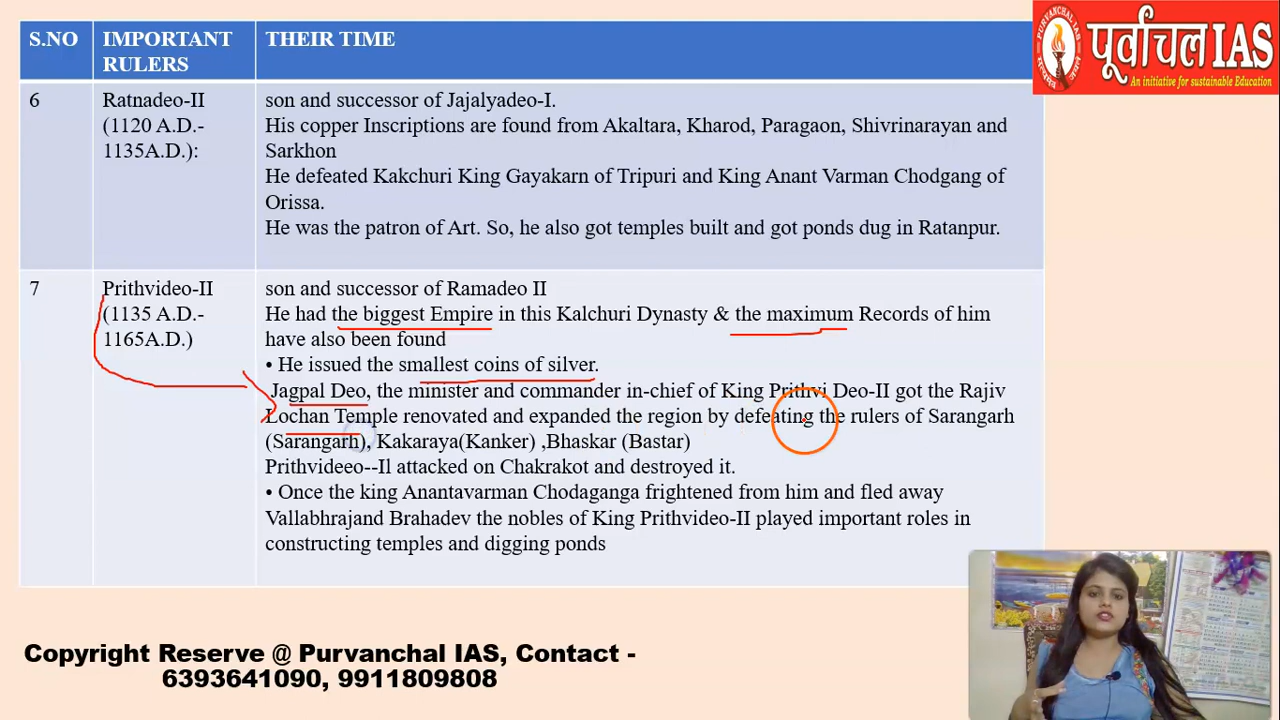 S.NO
IMPORTANT RULERS
THEIR TIME
6
Ratnadeo-II
(1120 A.D.-
1135A.D.):
son and successor of Jajalyadeo-I.
His copper Inscriptions are found from Akaltara, Kharod, Paragaon, Shivrinarayan and
Sarkhon
He defeated Kakchuri King Gayakarn of Tripuri and King Anant Varman Chodgang of
Orissa.
He was the patron of Art. So, he also got temples built and got ponds dug in Ratanpur.
7
Prithvideo-II
(1135 A.D.-
1165A.D.)
son and successor of Ramadeo II
He had the biggest Empire in this Kalchuri Dynasty & the maximum Records of him
have also been found
• He issued the smallest coins of silver.
Jagpal Deo, the minister and commander in-chief of King Prithvi Deo-II got the Rajiv
Lochan Temple renovated and expanded the region by defeating the rulers of Sarangarh
(Sarangarh), Kakaraya(Kanker) ,Bhaskar (Bastar)
Prithvideeo--Il attacked on Chakrakot and destroyed it.
• Once the king Anantavarman Chodaganga frightened from him and fled away
Vallabhrajand Brahadev the nobles of King Prithvideo-II played important roles in
constructing temples and digging ponds
पूर्वांचल IAS
An initiative for sustainable Education
Copyright Reserve @ Purvanchal IAS, Contact -
6393641090, 9911809808